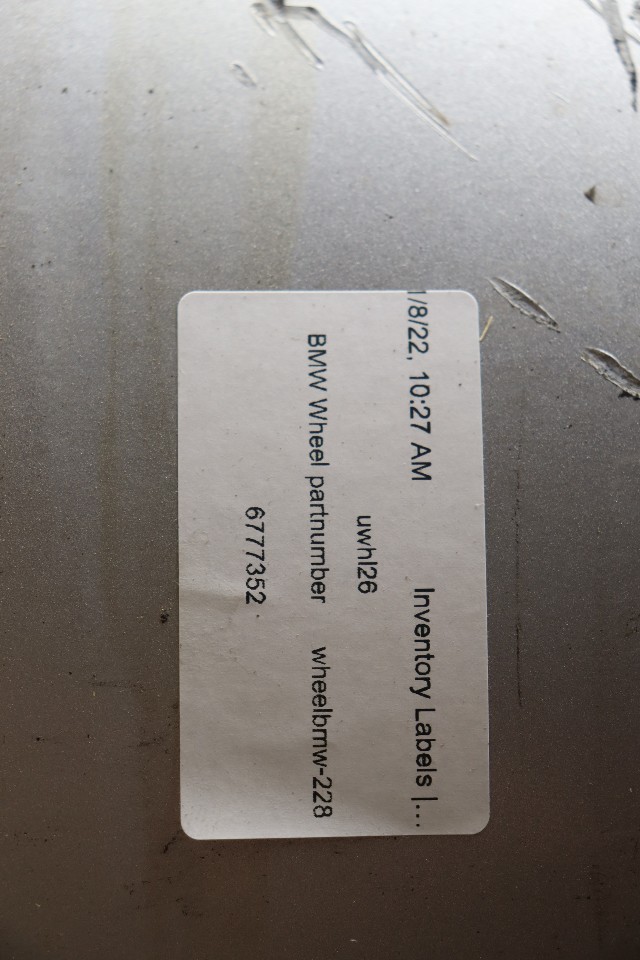 1/8/22, 10:27 AM Inventory Labels |...
uwhl26
BMW Wheel partnumber wheelbmw-228
6777352